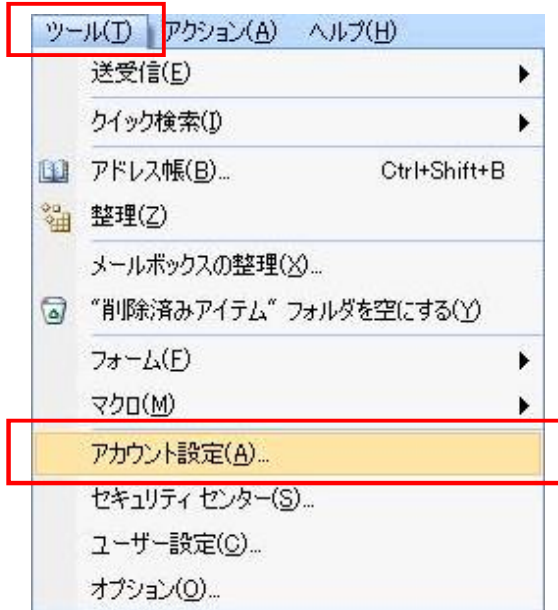 ツール(T) アクション(A) ヘルプ(H)
送受信(E)
クイック検索(I)
アドレス帳(B)... Ctrl+Shift+B
整理(Z)
メールボックスの整理(X)...
"削除済みアイテム" フォルダを空にする(Y)
フォーム(F)
マクロ(M)
アカウント設定(A)...
セキュリティ センター(S)...
ユーザー設定(C)...
オプション(O)...